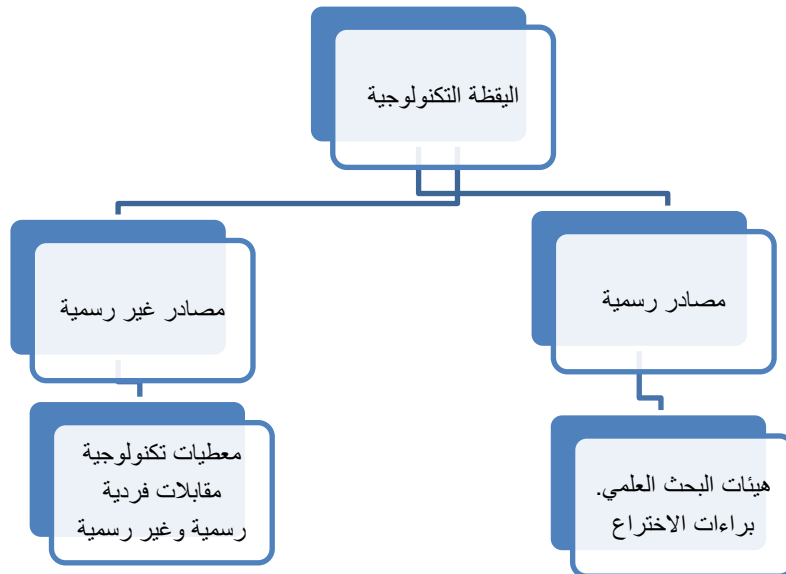 اليقظة التكنولوجية
مصادر رسمية
مصادر غير رسمية
هيئات البحث العلمي.
براءات الاختراع
معطيات تكنولوجية
مقابلات فردية
رسمية وغير رسمية